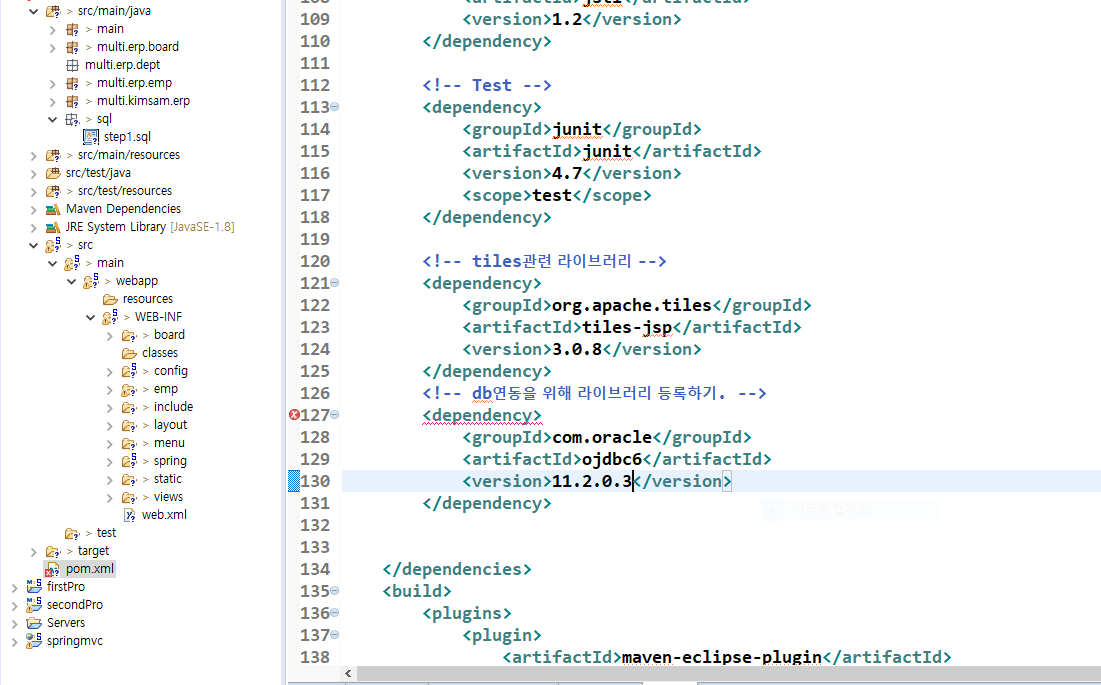 > src/main/java
> main
> multi.erp.board
multi.erp.dept
> multi.erp.emp
> multi.kimsam.erp
> sql
step1.sql
> src/main/resources
src/test/java
> src/test/resources
Maven Dependencies
JRE System Library [JavaSE-1.8]
> src
> main
> webapp
resources
> WEB-INF
> board
classes
> config
> emp
> include
> layout
> menu
> spring
> static
> views
web.xml
> test
> target
pom.xml
firstPro
secondPro
Servers
springmvc
109 <version>1.2</version>
110 </dependency>
111
112 <!-- Test -->
113 <dependency>
114 <groupId>junit</groupId>
115 <artifactId>junit</artifactId>
116 <version>4.7</version>
117 <scope>test</scope>
118 </dependency>
119
120 <!-- tiles관련 라이브러리 -->
121 <dependency>
122 <groupId>org.apache.tiles</groupId>
123 <artifactId>tiles-jsp</artifactId>
124 <version>3.0.8</version>
125 </dependency>
126 <!-- db연동을 위해 라이브러리 등록하기. -->
127 <dependency>
128 <groupId>com.oracle</groupId>
129 <artifactId>ojdbc6</artifactId>
130 <version>11.2.0.3</version>
131 </dependency>
132
133
134 </dependencies>
135 <build>
136 <plugins>
137 <plugin>
138 <artifactId>maven-eclipse-plugin</artifactId>